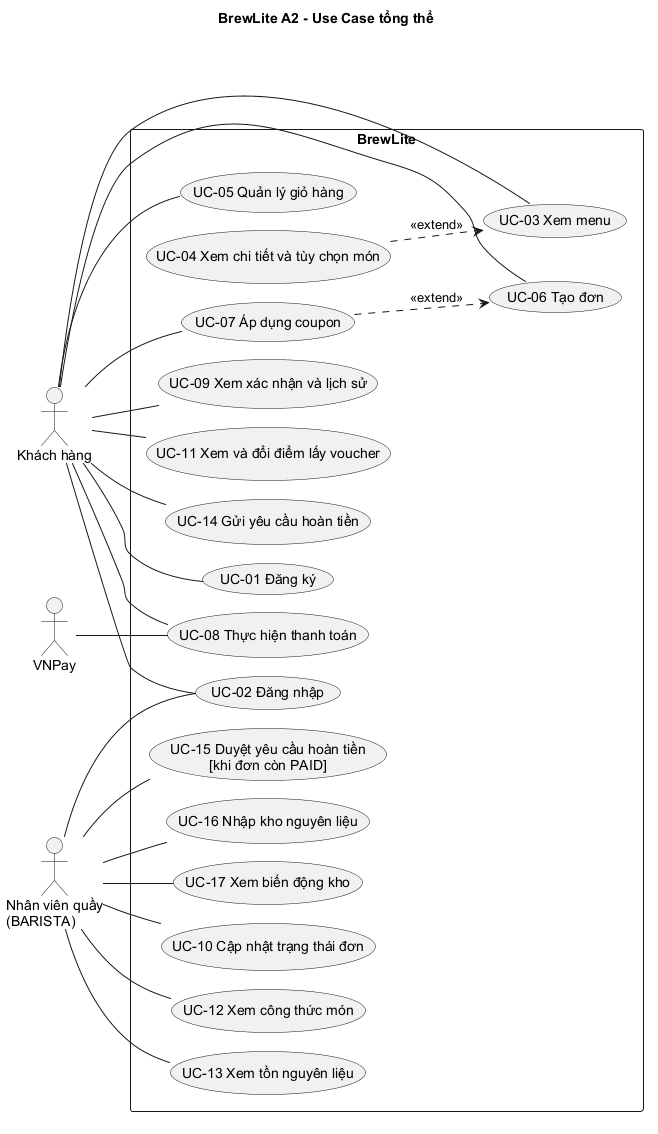 BrewLite A2 - Use Case tổng thể
BrewLite
UC-05 Quản lý giỏ hàng
UC-03 Xem menu
«extend»
UC-04 Xem chi tiết và tùy chọn món
UC-06 Tạo đơn
«extend»
UC-07 Áp dụng coupon
UC-09 Xem xác nhận và lịch sử
Khách hàng
UC-11 Xem và đổi điểm lấy voucher
UC-14 Gửi yêu cầu hoàn tiền
UC-01 Đăng ký
UC-08 Thực hiện thanh toán
VNPay
UC-02 Đăng nhập
UC-15 Duyệt yêu cầu hoàn tiền
[khi đơn còn PAID]
UC-16 Nhập kho nguyên liệu
UC-17 Xem biến động kho
Nhân viên quầy
(BARISTA)
UC-10 Cập nhật trạng thái đơn
UC-12 Xem công thức món
UC-13 Xem tồn nguyên liệu